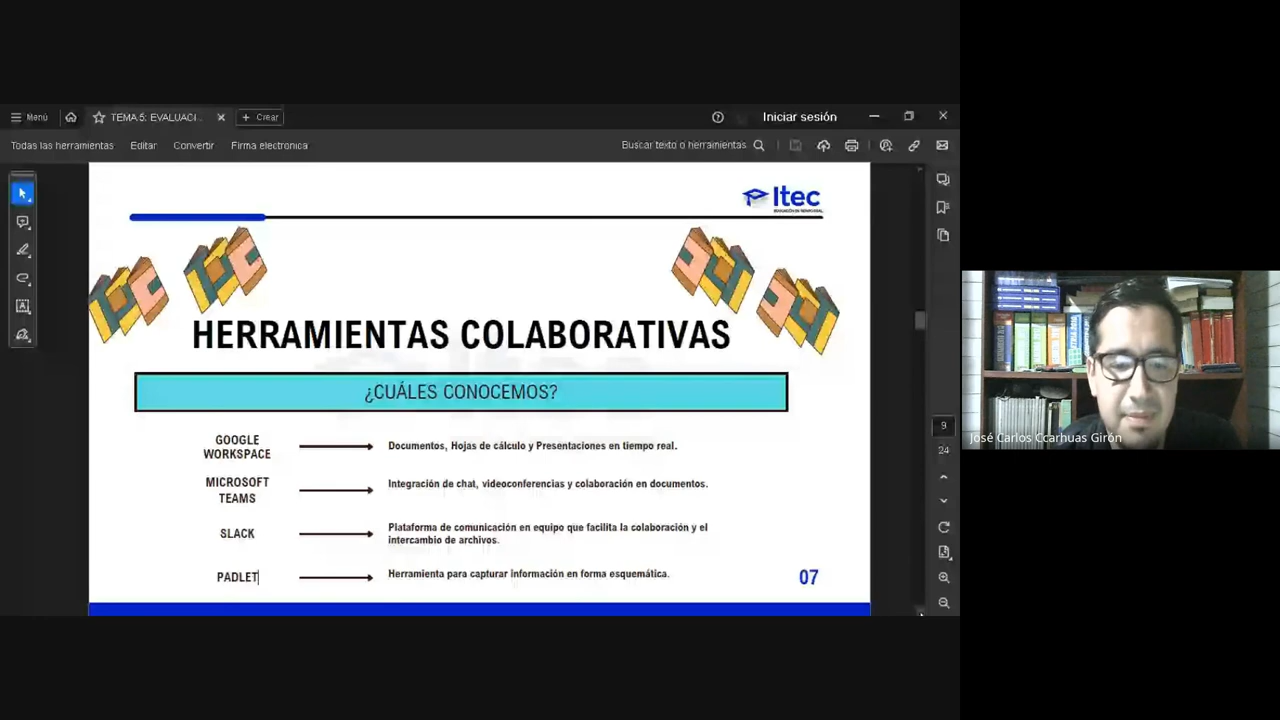 Menú
TEMA 5: EVALUACI...
Crear
Iniciar sesión
Todas las herramientas
Editar
Convertir
Firma electrónica
Buscar texto o herramientas
Itec
HERRAMIENTAS COLABORATIVAS
¿CUÁLES CONOCEMOS?
GOOGLE
WORKSPACE
Documentos, Hojas de cálculo y Presentaciones en tiempo real.
MICROSOFT
TEAMS
Integración de chat, videoconferencias y colaboración en documentos.
SLACK
Plataforma de comunicación en equipo que facilita la colaboración y el
intercambio de archivos.
PADLET
Herramienta para capturar información en forma esquemática.
07
9
24
José Carlos Ccarhuas Girón